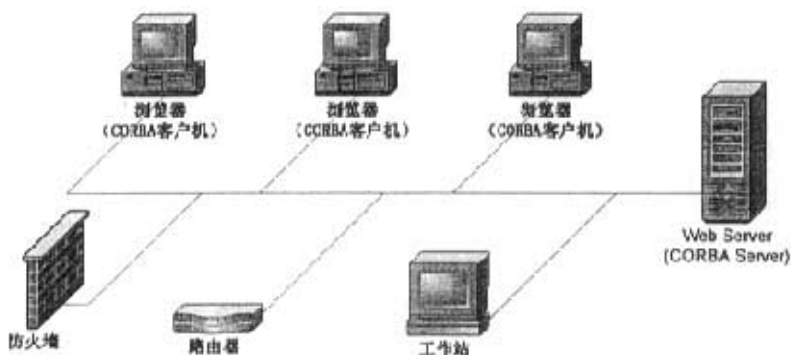 浏览器
(CORBA客户机)
浏览器
(CORBA客户机)
浏览器
(CORBA客户机)
Web Server
(CORBA Server)
防火墙
路由器
工作站